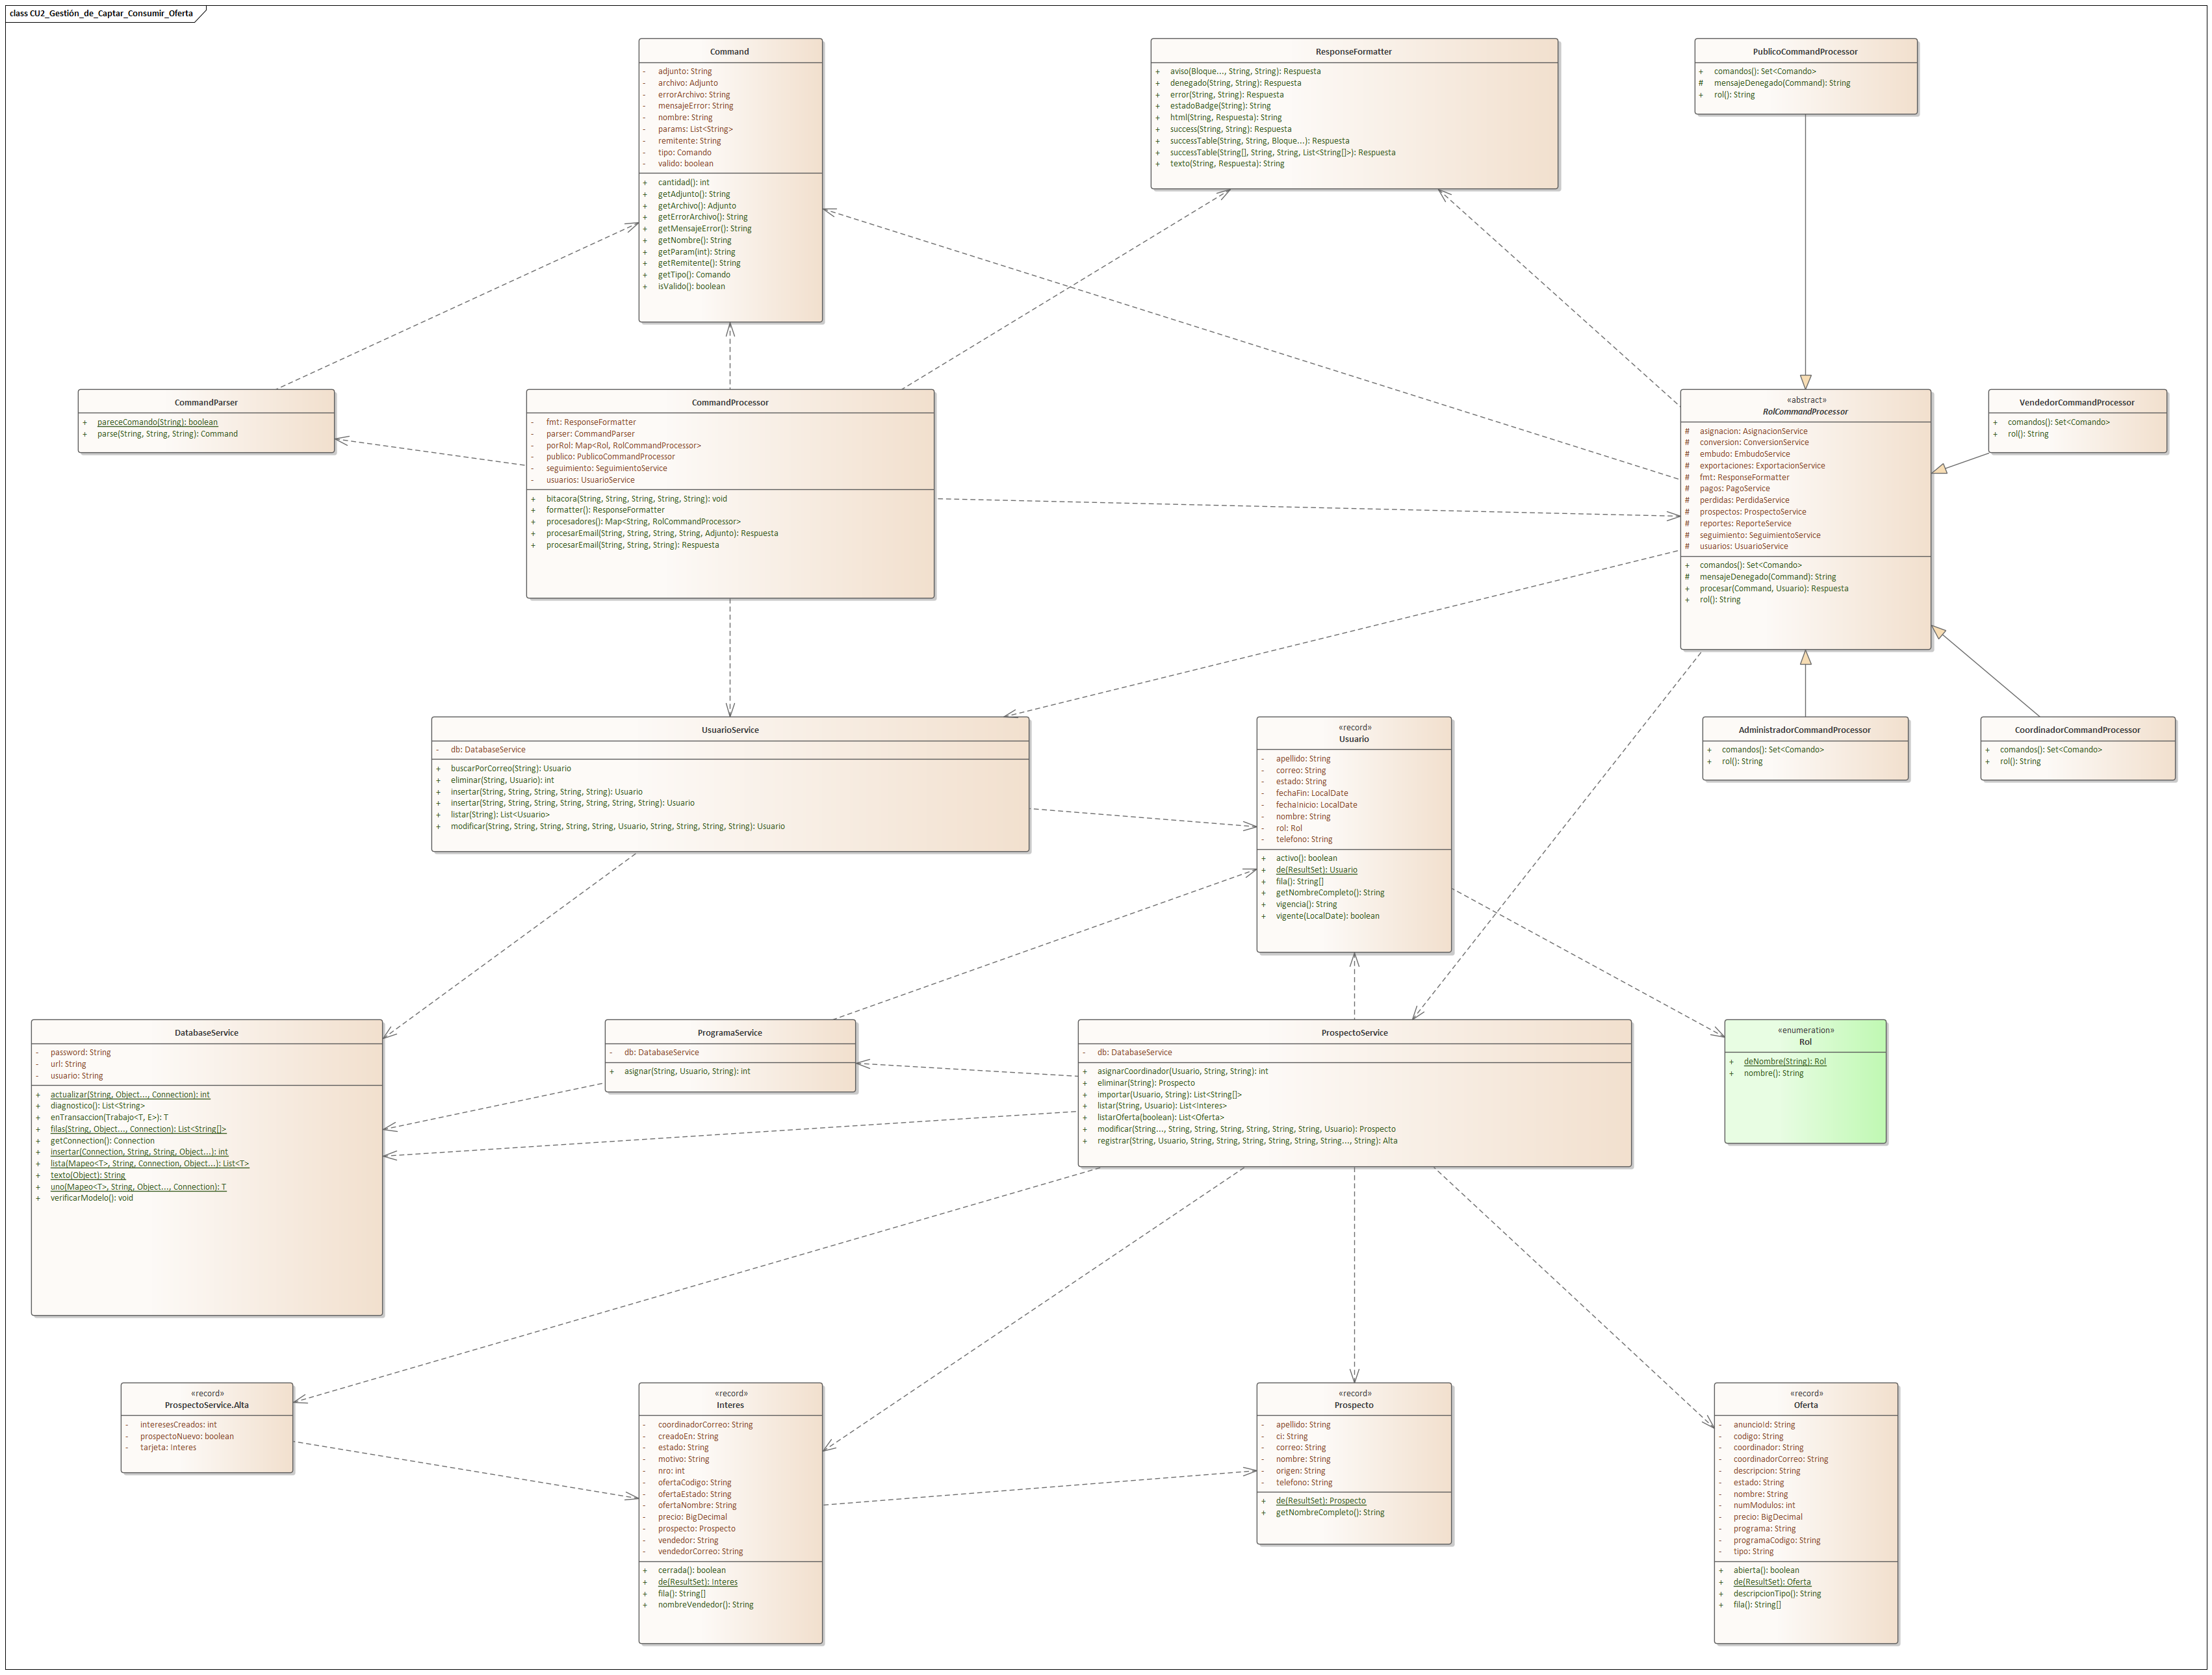 class CU2_Gestión_de_Captar_Consumir_Oferta
Command
- adjunto: String
- archivo: Adjunto
- errorArchivo: String
- mensajeError: String
- nombre: String
- params: List<String>
- remitente: String
- tipo: Comando
- valido: boolean
+ cantidad(): int
+ getAdjunto(): String
+ getArchivo(): Adjunto
+ getErrorArchivo(): String
+ getMensajeError(): String
+ getNombre(): String
+ getParam(int): String
+ getRemitente(): String
+ getTipo(): Comando
+ isValido(): boolean
ResponseFormatter
+ aviso(Bloque..., String, String): Respuesta
+ denegado(String, String): Respuesta
+ error(String, String): Respuesta
+ estadoBadge(String): String
+ html(String, Respuesta): String
+ success(String, String): Respuesta
+ successTable(String, String, Bloque...): Respuesta
+ successTable(String[], String, String, List<String[]>): Respuesta
+ texto(String, Respuesta): String
PublicoCommandProcessor
+ comandos(): Set<Comando>
# mensajeDenegado(Command): String
+ rol(): String
CommandParser
+ pareceComando(String): boolean
+ parse(String, String, String): Command
CommandProcessor
- fmt: ResponseFormatter
- parser: CommandParser
- porRol: Map<Rol, RolCommandProcessor>
- publico: PublicoCommandProcessor
- seguimiento: SeguimientoService
- usuarios: UsuarioService
+ bitacora(String, String, String, String, String): void
+ formatter(): ResponseFormatter
+ procesadores(): Map<String, RolCommandProcessor>
+ procesarEmail(String, String, String, String, Adjunto): Respuesta
+ procesarEmail(String, String, String): Respuesta
«abstract»
RolCommandProcessor
# asignacion: AsignacionService
# conversion: ConversionService
# embudo: EmbudoService
# exportaciones: ExportacionService
# fmt: ResponseFormatter
# pagos: PagoService
# perdidas: PerdidaService
# prospectos: ProspectoService
# reportes: ReporteService
# seguimiento: SeguimientoService
# usuarios: UsuarioService
+ comandos(): Set<Comando>
# mensajeDenegado(Command): String
+ procesar(Command, Usuario): Respuesta
+ rol(): String
VendedorCommandProcessor
+ comandos(): Set<Comando>
+ rol(): String
UsuarioService
- db: DatabaseService
+ buscarPorCorreo(String): Usuario
+ eliminar(String, Usuario): int
+ insertar(String, String, String, String, String): Usuario
+ insertar(String, String, String, String, String, String, String): Usuario
+ listar(String): List<Usuario>
+ modificar(String, String, String, String, String, Usuario, String, String, String, String): Usuario
«record»
Usuario
- apellido: String
- correo: String
- estado: String
- fechaFin: LocalDate
- fechaInicio: LocalDate
- nombre: String
- rol: Rol
- telefono: String
+ activo(): boolean
+ de(ResultSet): Usuario
+ fila(): String[]
+ getNombreCompleto(): String
+ vigencia(): String
+ vigente(LocalDate): boolean
AdministradorCommandProcessor
+ comandos(): Set<Comando>
+ rol(): String
CoordinadorCommandProcessor
+ comandos(): Set<Comando>
+ rol(): String
DatabaseService
- password: String
- url: String
- usuario: String
+ actualizar(String, Object..., Connection): int
+ diagnostico(): List<String>
+ enTransaccion(Trabajo<T, E>): T
+ filas(String, Object..., Connection): List<String[]>
+ getConnection(): Connection
+ insertar(Connection, String, String, Object...): int
+ lista(Mapeo<T>, String, Connection, Object...): List<T>
+ texto(Object): String
+ uno(Mapeo<T>, String, Object..., Connection): T
+ verificarModelo(): void
ProgramaService
- db: DatabaseService
+ asignar(String, Usuario, String): int
ProspectoService
- db: DatabaseService
+ asignarCoordinador(Usuario, String, String): int
+ eliminar(String): Prospecto
+ importar(Usuario, String): List<String[]>
+ listar(String, Usuario): List<Interes>
+ listarOferta(boolean): List<Oferta>
+ modificar(String..., String, String, String, String, String, String, Usuario): Prospecto
+ registrar(String, Usuario, String, String, String, String, String, String..., String): Alta
«enumeration»
Rol
+ deNombre(String): Rol
+ nombre(): String
«record»
ProspectoService.Alta
- interesesCreados: int
- prospectoNuevo: boolean
- tarjeta: Interes
«record»
Interes
- coordinadorCorreo: String
- creadoEn: String
- estado: String
- motivo: String
- nro: int
- ofertaCodigo: String
- ofertaEstado: String
- ofertaNombre: String
- precio: BigDecimal
- prospecto: Prospecto
- vendedor: String
- vendedorCorreo: String
+ cerrada(): boolean
+ de(ResultSet): Interes
+ fila(): String[]
+ nombreVendedor(): String
«record»
Prospecto
- apellido: String
- ci: String
- correo: String
- nombre: String
- origen: String
- telefono: String
+ de(ResultSet): Prospecto
+ getNombreCompleto(): String
«record»
Oferta
- anuncioId: String
- codigo: String
- coordinador: String
- coordinadorCorreo: String
- descripcion: String
- estado: String
- nombre: String
- numModulos: int
- precio: BigDecimal
- programa: String
- programaCodigo: String
- tipo: String
+ abierta(): boolean
+ de(ResultSet): Oferta
+ descripcionTipo(): String
+ fila(): String[]